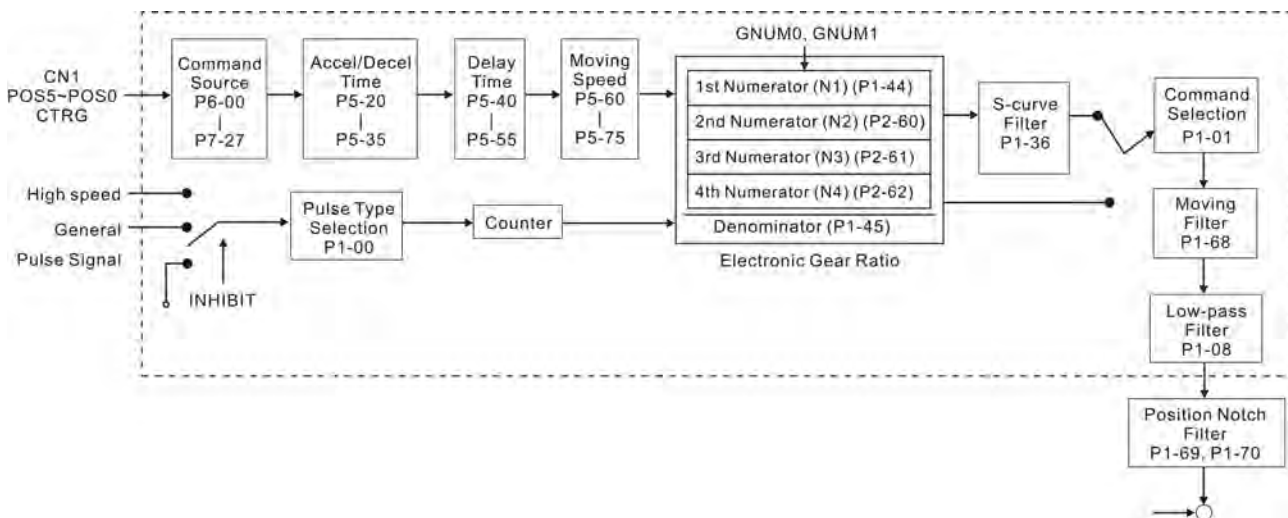 CN1
POS5~POS0
CTRG
Command
Source
P6-00
P7-27
Accel/Decel
Time
P5-20
P5-35
Delay
Time
P5-40
P5-55
Moving
Speed
P5-60
P5-75
GNUM0, GNUM1
1st Numerator (N1) (P1-44)
2nd Numerator (N2) (P2-60)
3rd Numerator (N3) (P2-61)
4th Numerator (N4) (P2-62)
Denominator (P1-45)
Electronic Gear Ratio
S-curve
Filter
P1-36
Command
Selection
P1-01
High speed
General
Pulse Signal
INHIBIT
Pulse Type
Selection
P1-00
Counter
Moving
Filter
P1-68
Low-pass
Filter
P1-08
Position Notch
Filter
P1-69, P1-70